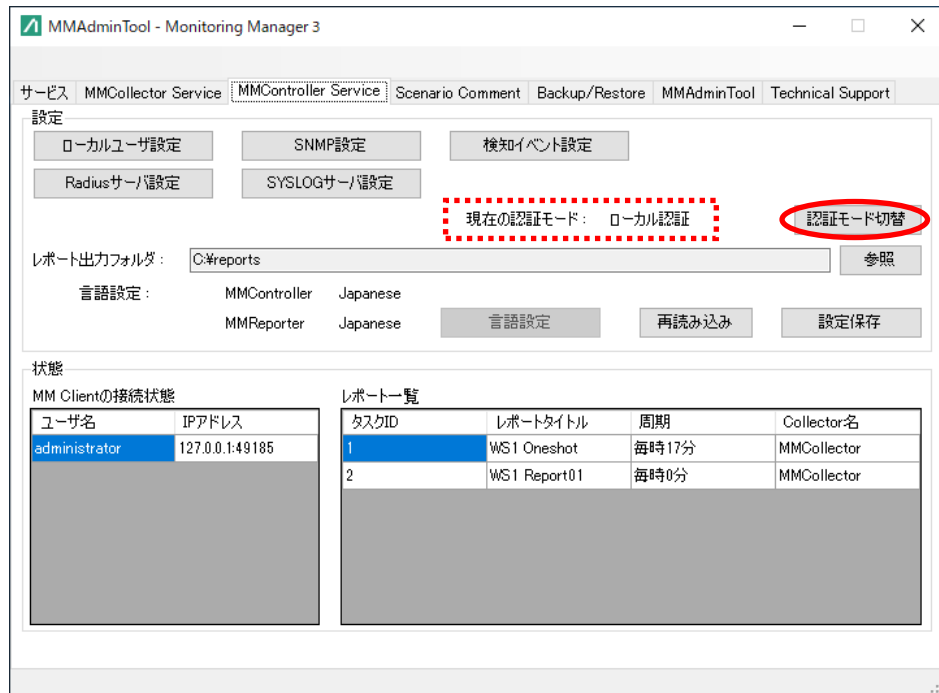 MMAdminTool - Monitoring Manager 3
サービス MMCollector Service MMController Service Scenario Comment Backup/Restore MMAdminTool Technical Support
設定
ローカルユーザ設定 SNMP設定 検知イベント設定
Radiusサーバ設定 SYSLOGサーバ設定
現在の認証モード： ローカル認証 認証モード切替
レポート出力フォルダ： C:¥reports 参照
言語設定： MMController Japanese
MMReporter Japanese 言語設定 再読み込み 設定保存
状態
MM Clientの接続状態 レポート一覧
ユーザ名 IPアドレス タスクID レポートタイトル 周期 Collector名
administrator 127.0.0.1:49185 1 WS1 Oneshot 毎時17分 MMCollector
2 WS1 Report01 毎時0分 MMCollector